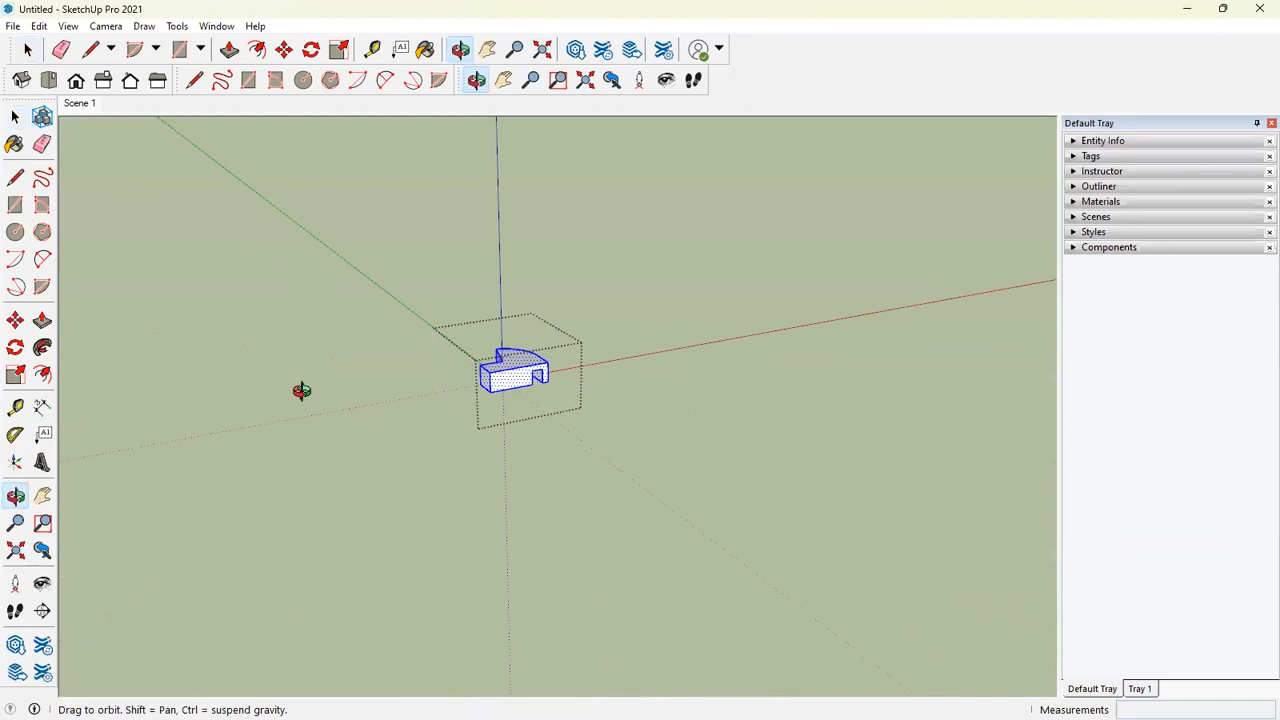 Untitled - SketchUp Pro 2021
File Edit View Camera Draw Tools Window Help
A1
Scene 1
Default Tray
Entity Info
Tags
Instructor
Outliner
Materials
Scenes
Styles
Components
A1
Default Tray Tray 1
Drag to orbit. Shift = Pan, Ctrl = suspend gravity.
Measurements